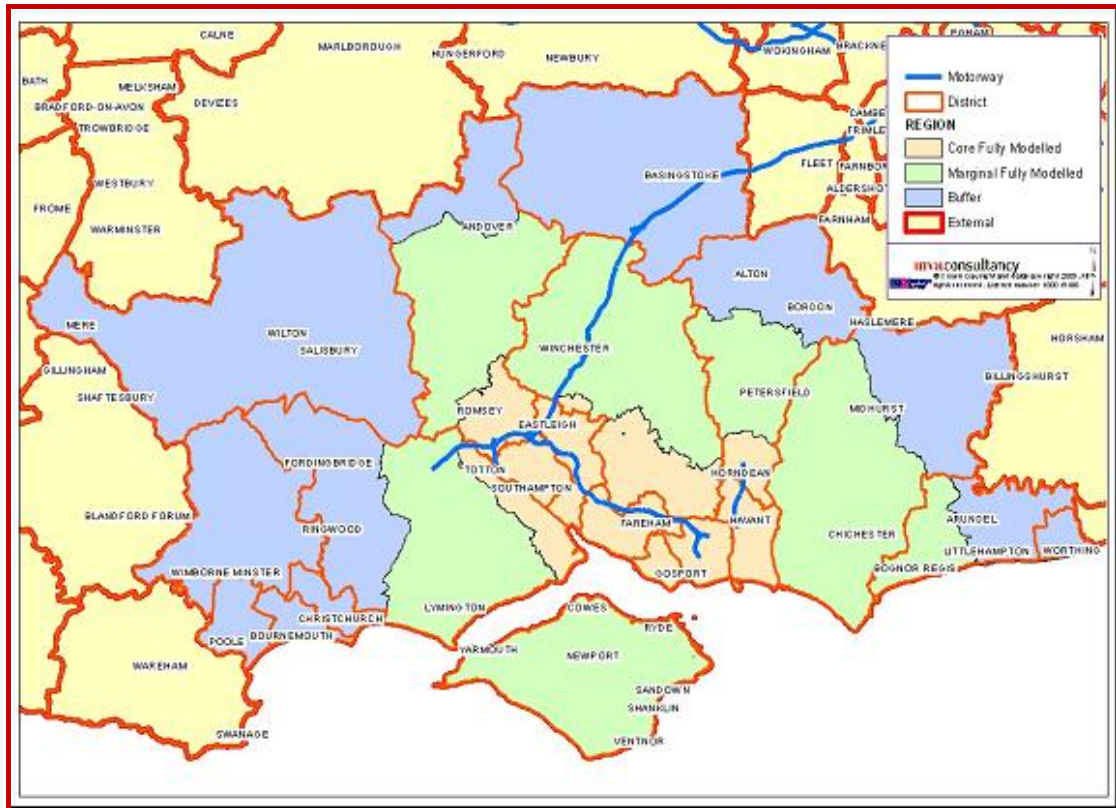 CALNE
MARLBOROUGH
HUNGERFORD
NEWBURY
WOKINGHAM
EGHAM
BATH
MELKSHAM
BRADFORD-ON-AVON
DEVIZES
TROWBRIDGE
WESTBURY
FROME
WARMINSTER
BASINGSTOKE
FLEET
ALDERSHOT
FARNHAM
ANDOVER
Motorway
District
REGION
Core Fully Modelled
Marginal Fully Modelled
Buffer
External
mvaconsultancy
N
ALTON
BORDON
HASLEMERE
MERE
WILTON
SALISBURY
WINCHESTER
HORSHAM
GILLINGHAM
SHAFTESBURY
PETERSFIELD
BILLINGSHURST
MIDHURST
ROMSEY
EASTLEIGH
FORDINGBRIDGE
TOTTON
SOUTHAMPTON
HORNDEAN
BLANDFORD FORUM
RINGWOOD
FAREHAM
HAVANT
CHICHESTER
ARUNDEL
LITTLEHAMPTON
WORTHING
WIMBORNE MINSTER
GOSPORT
BOGNOR REGIS
CHRISTCHURCH
LYMINGTON
COWES
POOLE
BOURNEMOUTH
RYDE
YARMOUTH
NEWPORT
WAREHAM
SANDOWN
SHANKLIN
SWANAGE
VENTNOR